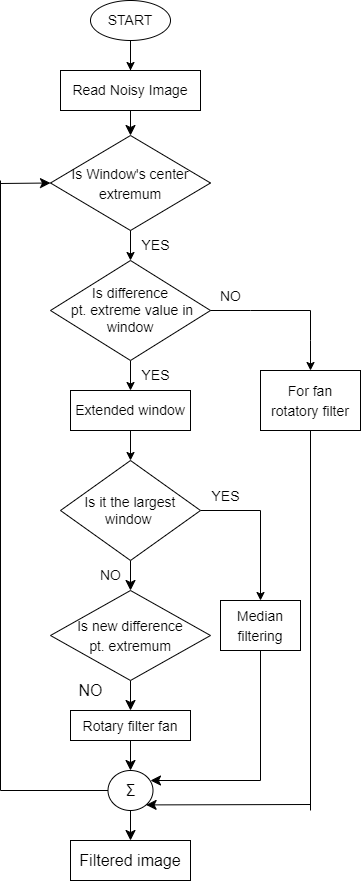 START
Read Noisy Image
Is Window's center
extremum
YES
Is difference
pt. extreme value in
window
NO
YES
Extended window
For fan
rotatory filter
Is it the largest
window
YES
NO
Is new difference
pt. extremum
Median
filtering
NO
Rotary filter fan
Σ
Filtered image